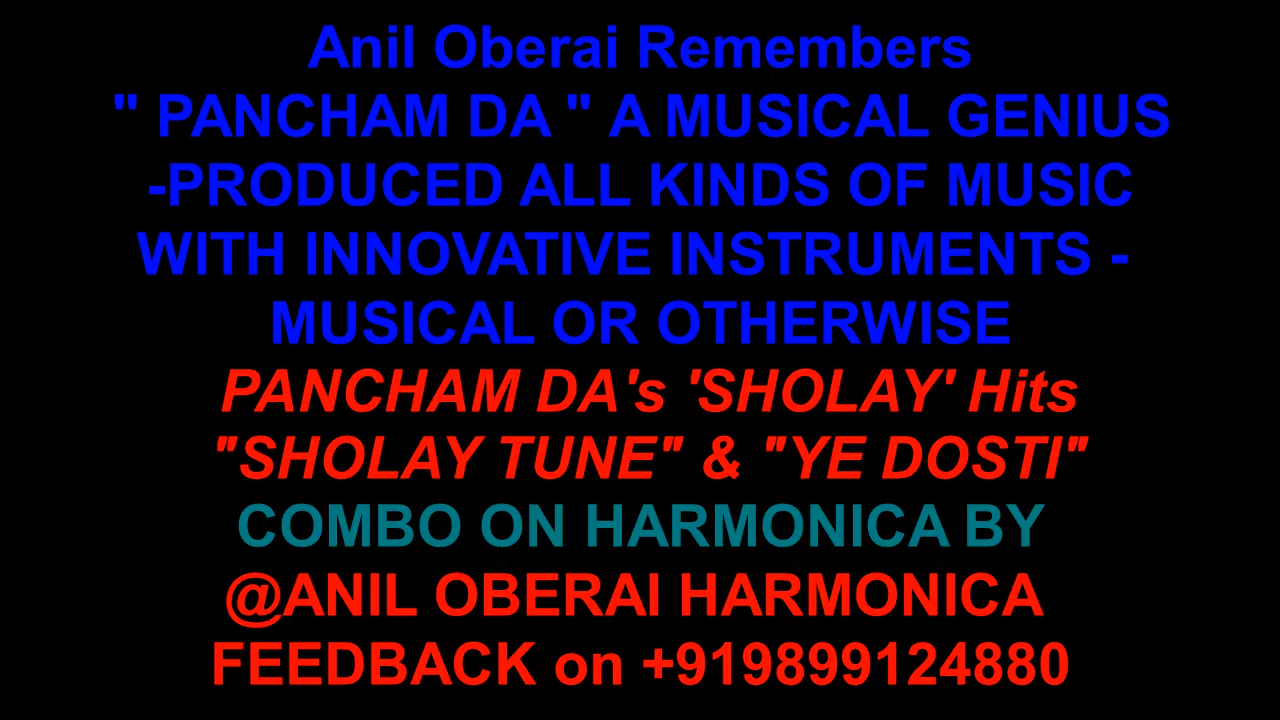 Anil Oberai Remembers
" PANCHAM DA " A MUSICAL GENIUS
-PRODUCED ALL KINDS OF MUSIC
WITH INNOVATIVE INSTRUMENTS -
MUSICAL OR OTHERWISE
PANCHAM DA's 'SHOLAY' Hits
"SHOLAY TUNE" & "YE DOSTI"
COMBO ON HARMONICA BY
@ANIL OBERAI HARMONICA
FEEDBACK on +919899124880